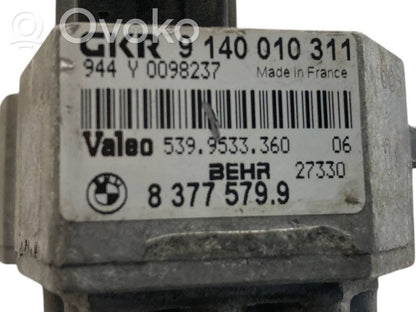 OVOKO
GKR 9 140 010 311
944 Y 0098237 Made in France
Valeo 539.9533.360 06
BEHR 27330
8 377 579.9